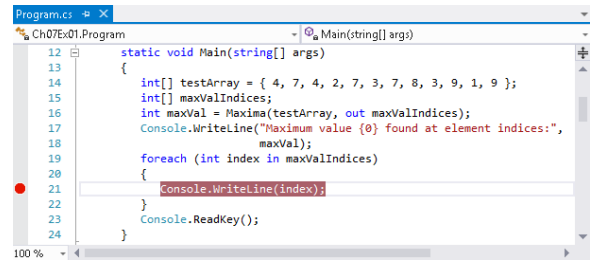 Program.cs
Ch07Ex01.Program Main(string[] args)
12 static void Main(string[] args)
13 {
14 int[] testArray = { 4, 7, 4, 2, 7, 3, 7, 8, 3, 9, 1, 9 };
15 int[] maxValIndices;
16 int maxVal = Maxima(testArray, out maxValIndices);
17 Console.WriteLine("Maximum value {0} found at element indices:",
18 maxVal);
19 foreach (int index in maxValIndices)
20 {
21 Console.WriteLine(index);
22 }
23 Console.ReadKey();
24 }
100 %